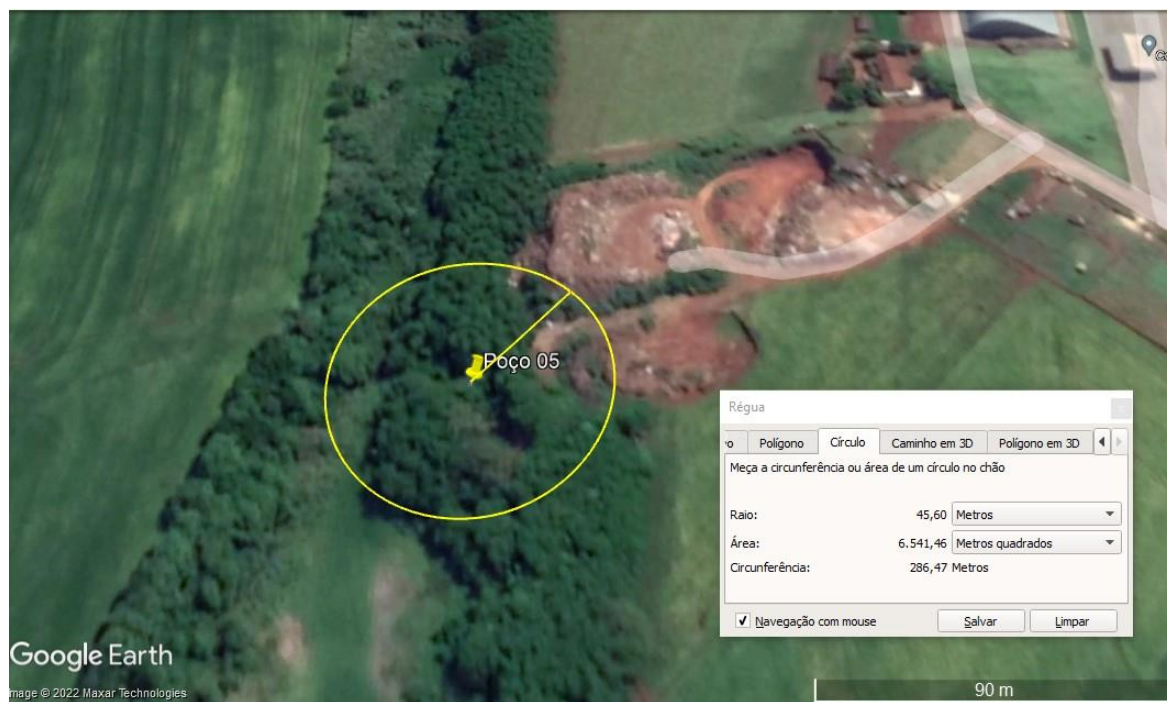 Poço 05
Régua
Polígono
Círculo
Caminho em 3D
Polígono em 3D
Meça a circunferência ou área de um círculo no chão
Raio: 45,60 Metros
Área: 6.541,46 Metros quadrados
Circunferência: 286,47 Metros
Navegação com mouse
Salvar
Limpar
Google Earth
90 m
mage © 2022 Maxar Technologies